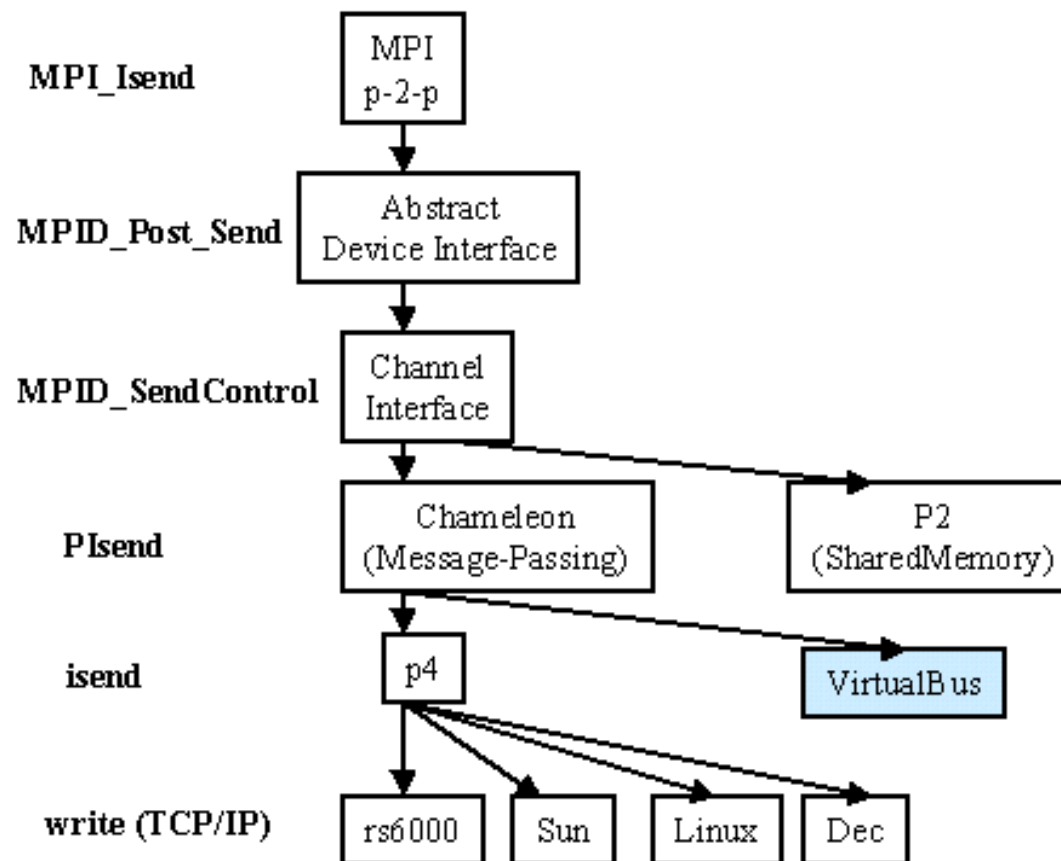 MPI_Isend
MPI
p-2-p
MPID_Post_Send
Abstract
Device Interface
MPID_SendControl
Channel
Interface
PIsend
Chameleon
(Message-Passing)
P2
(SharedMemory)
isend
p4
VirtualBus
write (TCP/IP)
rs6000
Sun
Linux
Dec